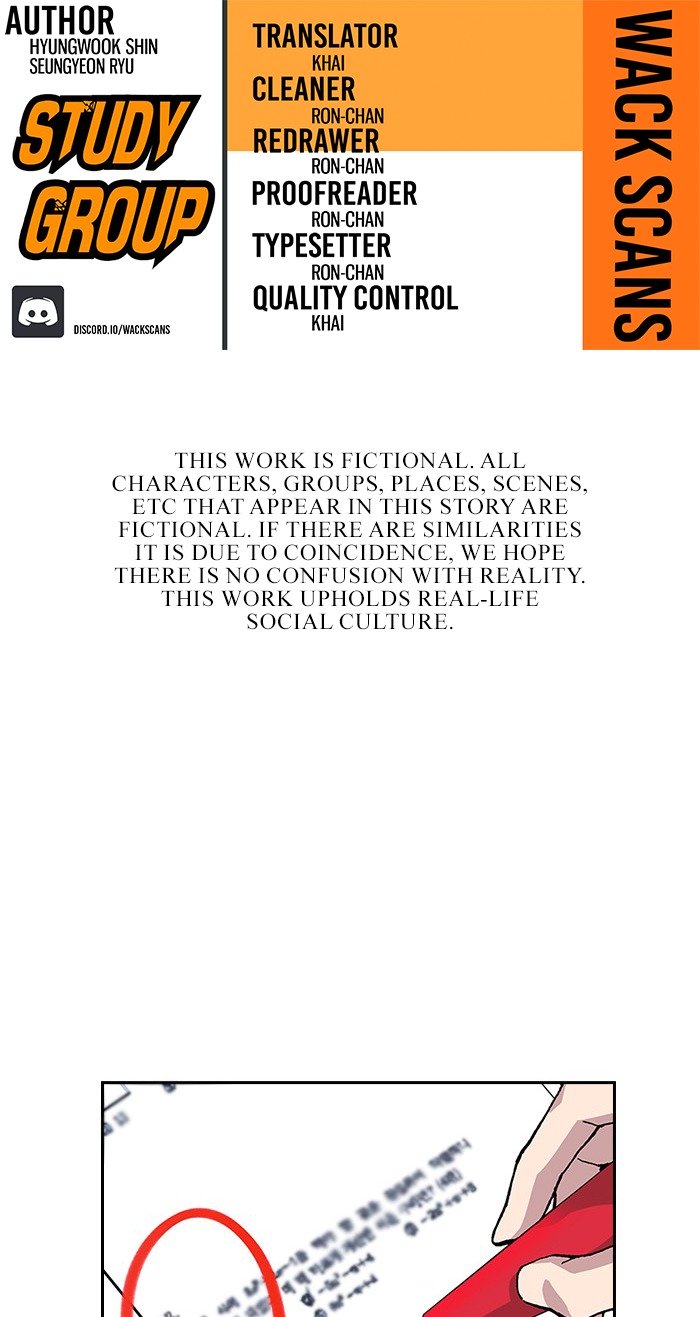 AUTHOR
HYUNGWOOK SHIN
SEUNGYEON RYU
STUDY
GROUP
DISCORD.IO/WACKSCANS
TRANSLATOR
KHAI
CLEANER
RON-CHAN
REDRAWER
RON-CHAN
PROOFREADER
RON-CHAN
TYPESETTER
RON-CHAN
QUALITY CONTROL
KHAI
WACK SCANS
THIS WORK IS FICTIONAL. ALL
CHARACTERS, GROUPS, PLACES, SCENES,
ETC THAT APPEAR IN THIS STORY ARE
FICTIONAL. IF THERE ARE SIMILARITIES
IT IS DUE TO COINCIDENCE, WE HOPE
THERE IS NO CONFUSION WITH REALITY.
THIS WORK UPHOLDS REAL-LIFE
SOCIAL CULTURE.